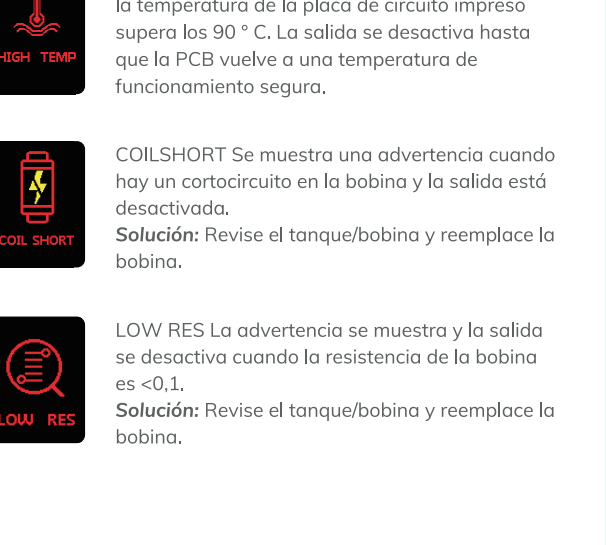 la temperatura de la placa de circuito impreso
supera los 90 ° C. La salida se desactiva hasta
que la PCB vuelve a una temperatura de
funcionamiento segura.
HIGH TEMP
COILSHORT Se muestra una advertencia cuando
hay un cortocircuito en la bobina y la salida está
desactivada.
Solución: Revise el tanque/bobina y reemplace la
bobina.
COIL SHORT
LOW RES La advertencia se muestra y la salida
se desactiva cuando la resistencia de la bobina
es <0,1.
Solución: Revise el tanque/bobina y reemplace la
bobina.
LOW RES